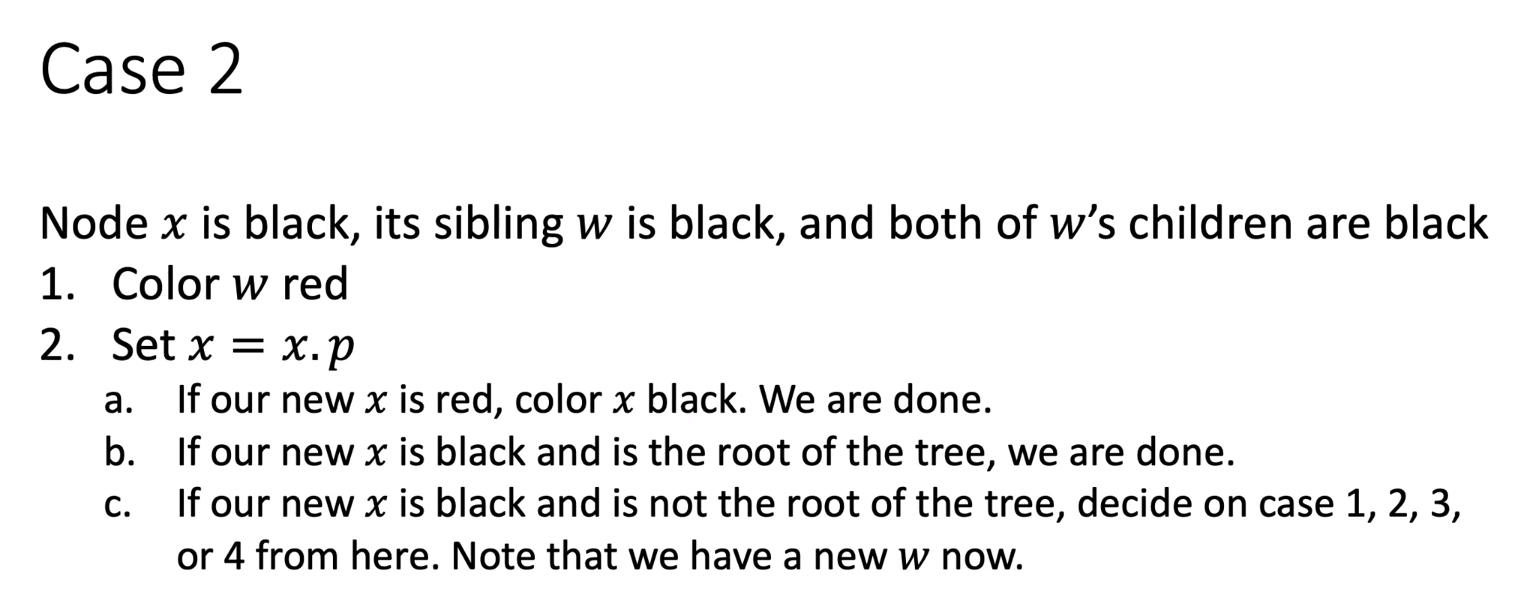 Case 2
Node x is black, its sibling w is black, and both of w’s children are black
1. Color w red
2. Set x = x.p
a. If our new x is red, color x black. We are done.
b. If our new x is black and is the root of the tree, we are done.
c. If our new x is black and is not the root of the tree, decide on case 1, 2, 3,
or 4 from here. Note that we have a new w now.